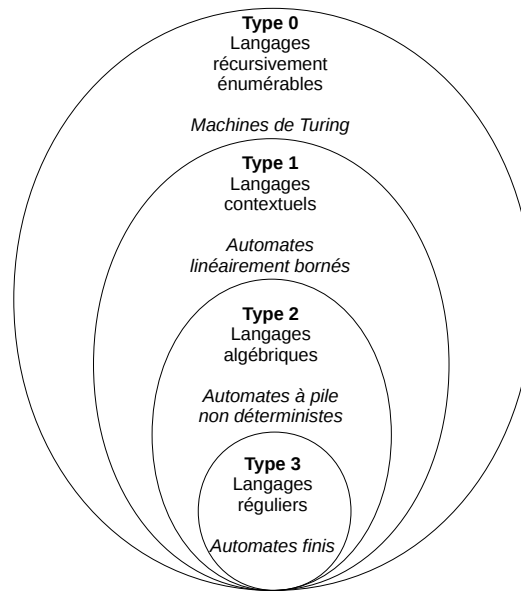 Type 0
Langages
récursivement
énumérables
Machines de Turing
Type 1
Langages
contextuels
Automates
linéairement bornés
Type 2
Langages
algébriques
Automates à pile
non déterministes
Type 3
Langages
réguliers
Automates finis